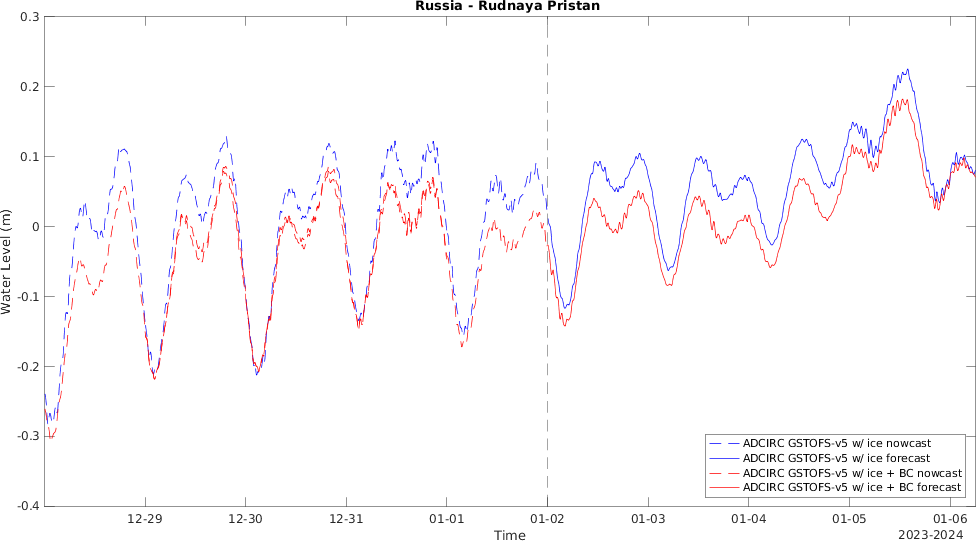 Russia - Rudnaya Pristan
0.3
0.2
0.1
0
-0.1
-0.2
-0.3
-0.4
Water Level (m)
ADCIRC GSTOFS-v5 w/ ice nowcast
ADCIRC GSTOFS-v5 w/ ice forecast
ADCIRC GSTOFS-v5 w/ ice + BC nowcast
ADCIRC GSTOFS-v5 w/ ice + BC forecast
12-29 12-30 12-31 01-01 01-02 01-03 01-04 01-05 01-06
Time
2023-2024